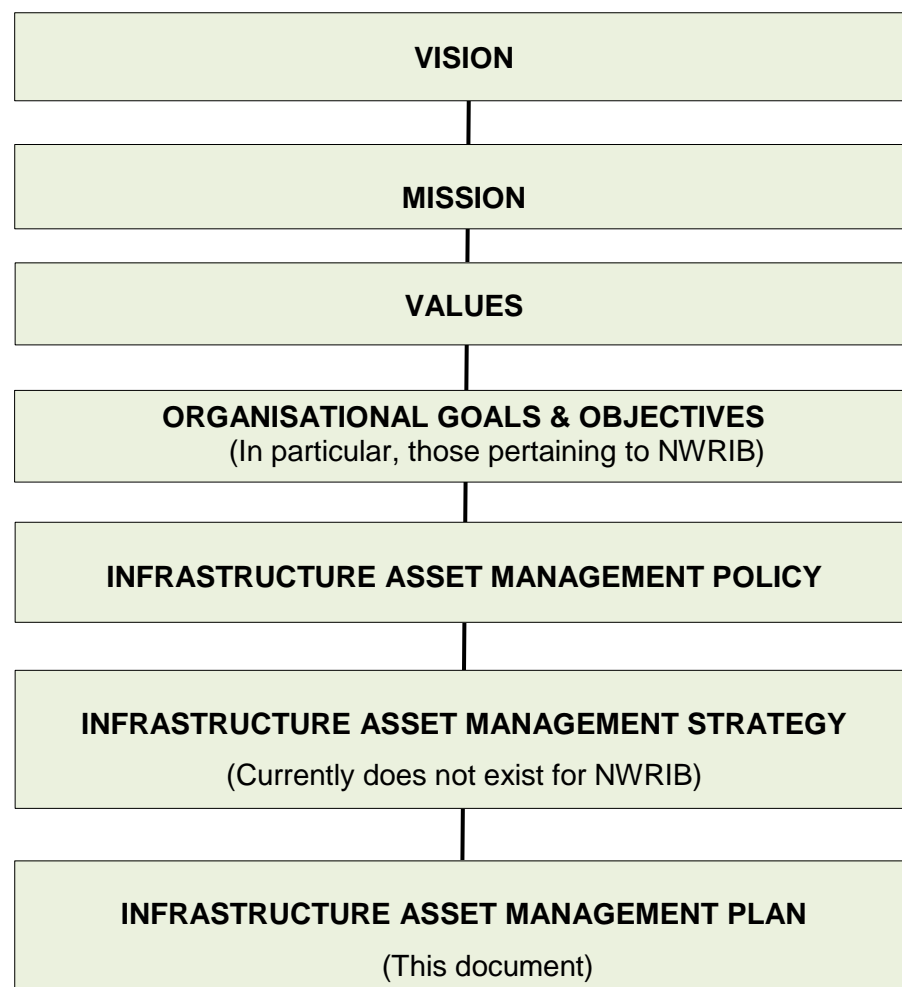 VISION
MISSION
VALUES
ORGANISATIONAL GOALS & OBJECTIVES
(In particular, those pertaining to NWRIB)
INFRASTRUCTURE ASSET MANAGEMENT POLICY
INFRASTRUCTURE ASSET MANAGEMENT STRATEGY
(Currently does not exist for NWRIB)
INFRASTRUCTURE ASSET MANAGEMENT PLAN
(This document)